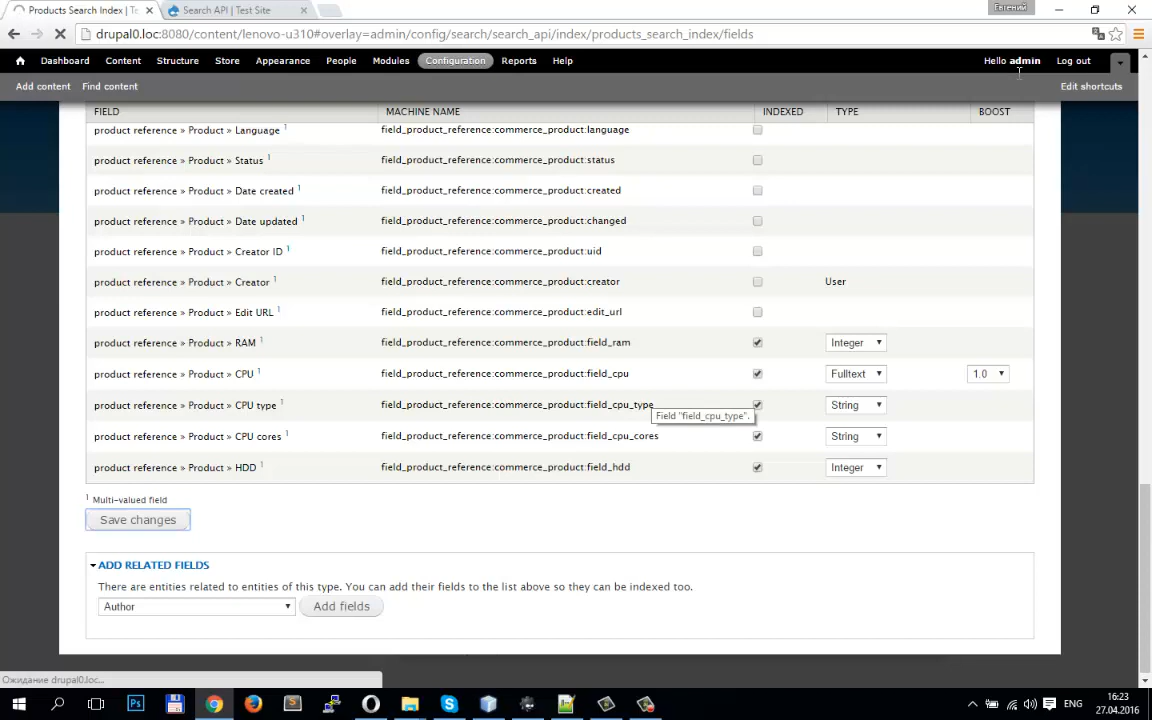 Products Search Index | Te
Search API | Test Site
Евгений
drupal0.loc:8080/content/lenovo-u310#overlay=admin/config/search/search_api/index/products_search_index/fields
Dashboard Content Structure Store Appearance People Modules Configuration Reports Help Hello admin Log out
Add content Find content Edit shortcuts
FIELD MACHINE NAME INDEXED TYPE BOOST
product reference » Product » Language 1 field_product_reference:commerce_product:language
product reference » Product » Status 1 field_product_reference:commerce_product:status
product reference » Product » Date created 1 field_product_reference:commerce_product:created
product reference » Product » Date updated 1 field_product_reference:commerce_product:changed
product reference » Product » Creator ID 1 field_product_reference:commerce_product:uid
product reference » Product » Creator 1 field_product_reference:commerce_product:creator User
product reference » Product » Edit URL 1 field_product_reference:commerce_product:edit_url
product reference » Product » RAM 1 field_product_reference:commerce_product:field_ram Integer
product reference » Product » CPU 1 field_product_reference:commerce_product:field_cpu Fulltext 1.0
product reference » Product » CPU type 1 field_product_reference:commerce_product:field_cpu_type String
Field "field_cpu_type".
product reference » Product » CPU cores 1 field_product_reference:commerce_product:field_cpu_cores String
product reference » Product » HDD 1 field_product_reference:commerce_product:field_hdd Integer
1 Multi-valued field
Save changes
ADD RELATED FIELDS
There are entities related to entities of this type. You can add their fields to the list above so they can be indexed too.
Author Add fields
Ожидание drupal0.loc...
Ps S ENG 16:23
27.04.2016